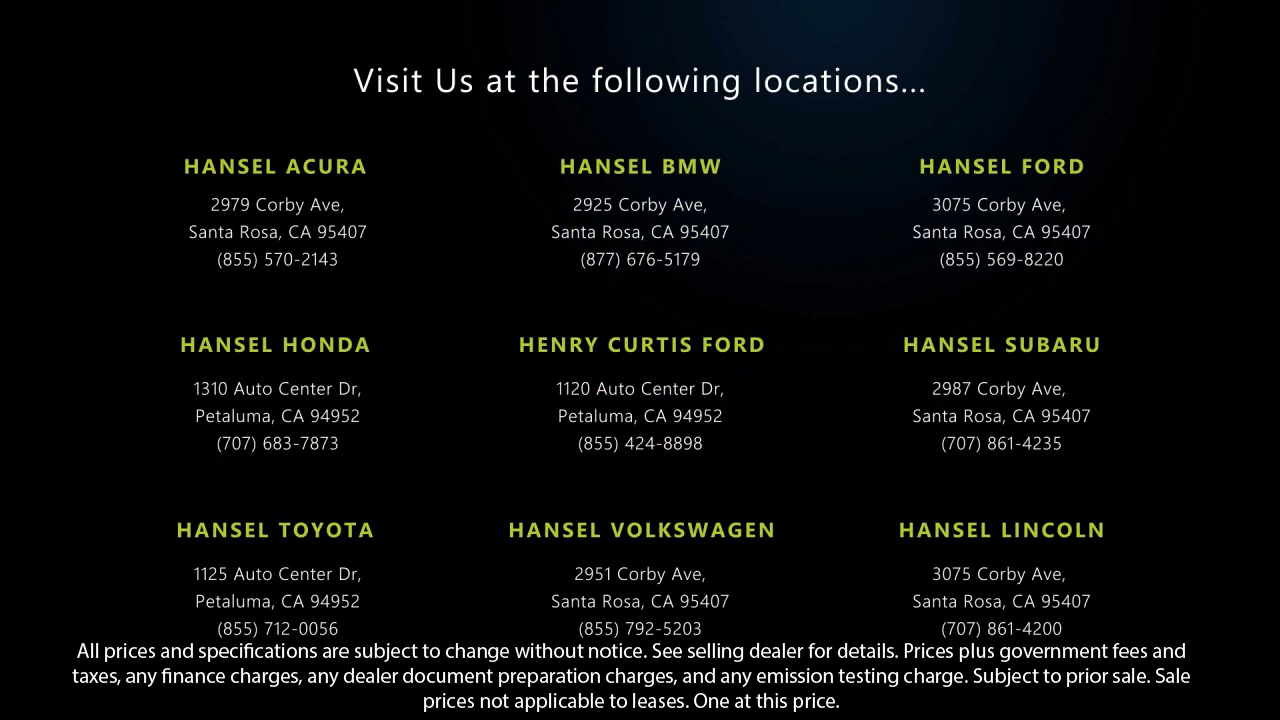 Visit Us at the following locations...
HANSEL ACURA
2979 Corby Ave,
Santa Rosa, CA 95407
(855) 570-2143
HANSEL BMW
2925 Corby Ave,
Santa Rosa, CA 95407
(877) 676-5179
HANSEL FORD
3075 Corby Ave,
Santa Rosa, CA 95407
(855) 569-8220
HANSEL HONDA
1310 Auto Center Dr,
Petaluma, CA 94952
(707) 683-7873
HENRY CURTIS FORD
1120 Auto Center Dr,
Petaluma, CA 94952
(855) 424-8898
HANSEL SUBARU
2987 Corby Ave,
Santa Rosa, CA 95407
(707) 861-4235
HANSEL TOYOTA
1125 Auto Center Dr,
Petaluma, CA 94952
(855) 712-0056
HANSEL VOLKSWAGEN
2951 Corby Ave,
Santa Rosa, CA 95407
(855) 792-5203
HANSEL LINCOLN
3075 Corby Ave,
Santa Rosa, CA 95407
(707) 861-4200
All prices and specifications are subject to change without notice. See selling dealer for details. Prices plus government fees and
taxes, any finance charges, any dealer document preparation charges, and any emission testing charge. Subject to prior sale. Sale
prices not applicable to leases. One at this price.